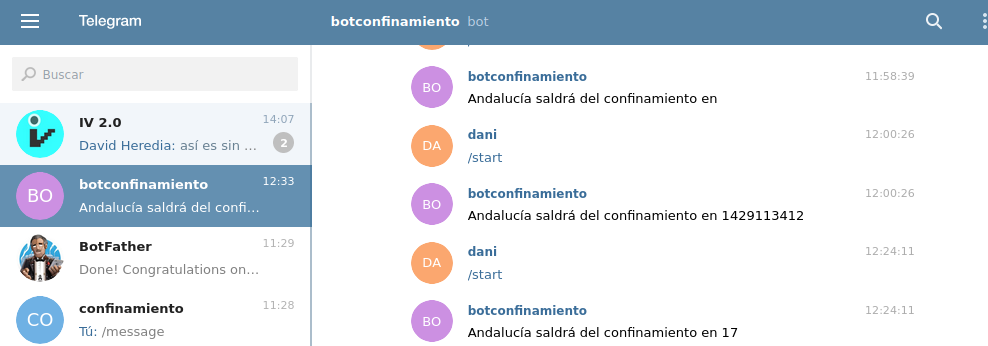 Telegram
botconfinamiento bot
Buscar
IV 2.0 14:07
David Heredia: así es sin ... 2
BO botconfinamiento 12:33
Andalucía saldrá del confi...
BotFather 11:29
Done! Congratulations on...
CO confinamiento 11:28
Tú: /message
BO botconfinamiento 11:58:39
Andalucía saldrá del confinamiento en
DA dani 12:00:26
/start
BO botconfinamiento 12:00:26
Andalucía saldrá del confinamiento en 1429113412
DA dani 12:24:11
/start
BO botconfinamiento 12:24:11
Andalucía saldrá del confinamiento en 17